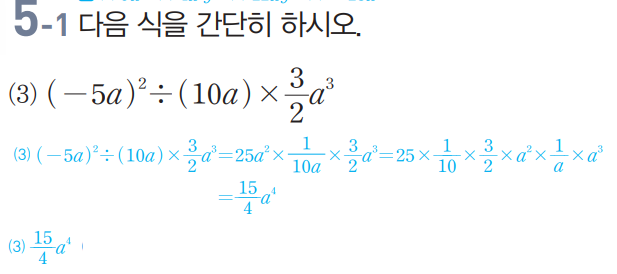 5-1 다음 식을 간단히 하시오.
(3) (−5a)²÷(10a)×3/2a³
(3) (−5a)²÷(10a)×3/2a³=25a²×1/10a×3/2a³=25×1/10×3/2×a²×1/a×a³
=15/4a⁴
(3) 15/4a⁴